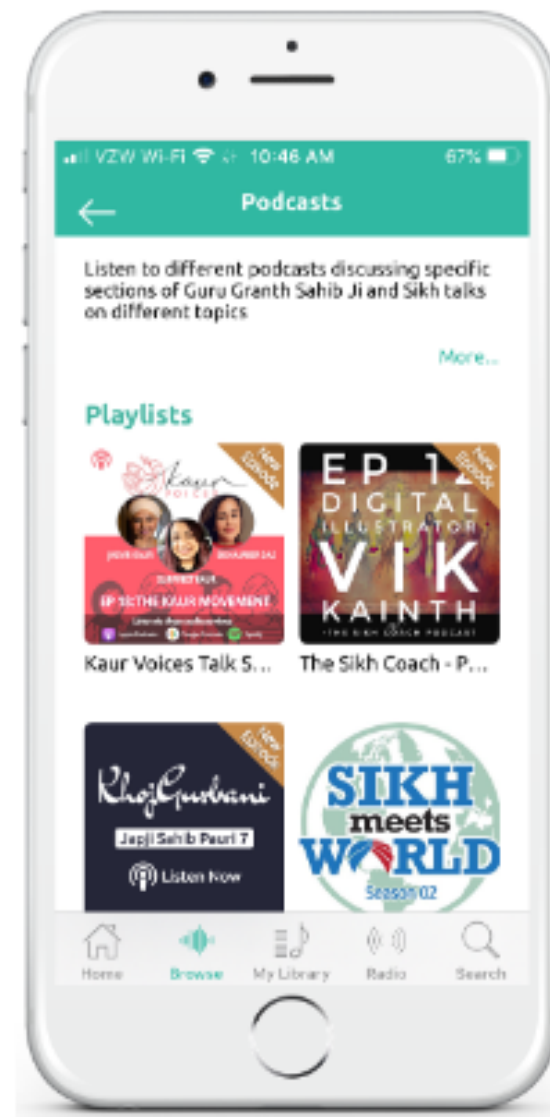 VZW Wi-Fi 10:46 AM 67%
Podcasts
Listen to different podcasts discussing specific
sections of Guru Granth Sahib Ji and Sikh talks
on different topics
More...
Playlists
New
Episode
Kaur
VOICES
EP 18:THE KAUR MOVEMENT
Spotify
Kaur Voices Talk S...
New
Episode
EP 12
DIGITAL
ILLUSTRATOR
VIK
KAINTH
THE SIKH COACH PODCAST
The Sikh Coach - P...
New
Episode
KhojGurbani
Japji Sahib Pauri 7
Listen Now
SIKH
meets
WORLD
Season 02
Home Browse My Library Radio Search